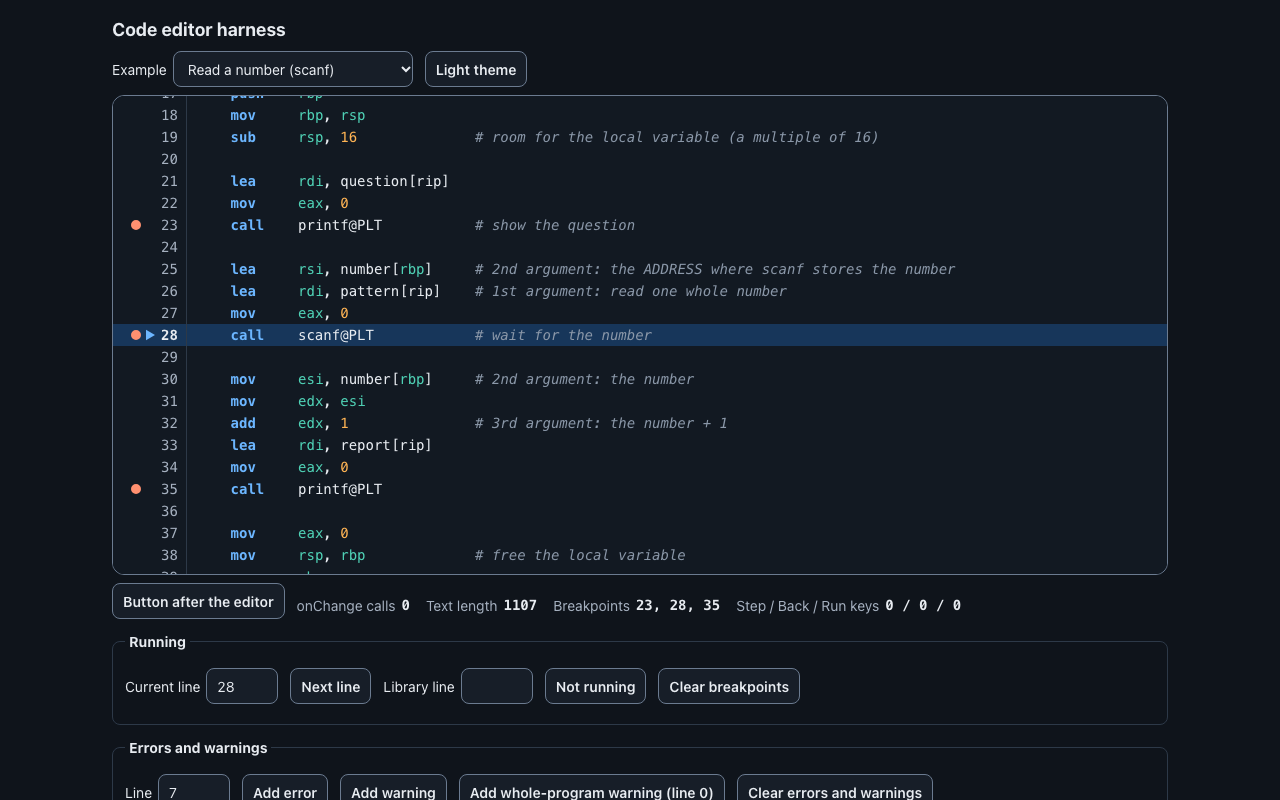 Code editor harness
Example Read a number (scanf) Light theme
17 push rbp
18 mov rbp, rsp
19 sub rsp, 16 # room for the local variable (a multiple of 16)
20
21 lea rdi, question[rip]
22 mov eax, 0
23 call printf@PLT # show the question
24
25 lea rsi, number[rbp] # 2nd argument: the ADDRESS where scanf stores the number
26 lea rdi, pattern[rip] # 1st argument: read one whole number
27 mov eax, 0
28 call scanf@PLT # wait for the number
29
30 mov esi, number[rbp] # 2nd argument: the number
31 mov edx, esi
32 add edx, 1 # 3rd argument: the number + 1
33 lea rdi, report[rip]
34 mov eax, 0
35 call printf@PLT
36
37 mov eax, 0
38 mov rsp, rbp # free the local variable
Button after the editor onChange calls 0 Text length 1107 Breakpoints 23, 28, 35 Step / Back / Run keys 0 / 0 / 0
Running
Current line 28 Next line Library line Not running Clear breakpoints
Errors and warnings
Line 7 Add error Add warning Add whole-program warning (line 0) Clear errors and warnings